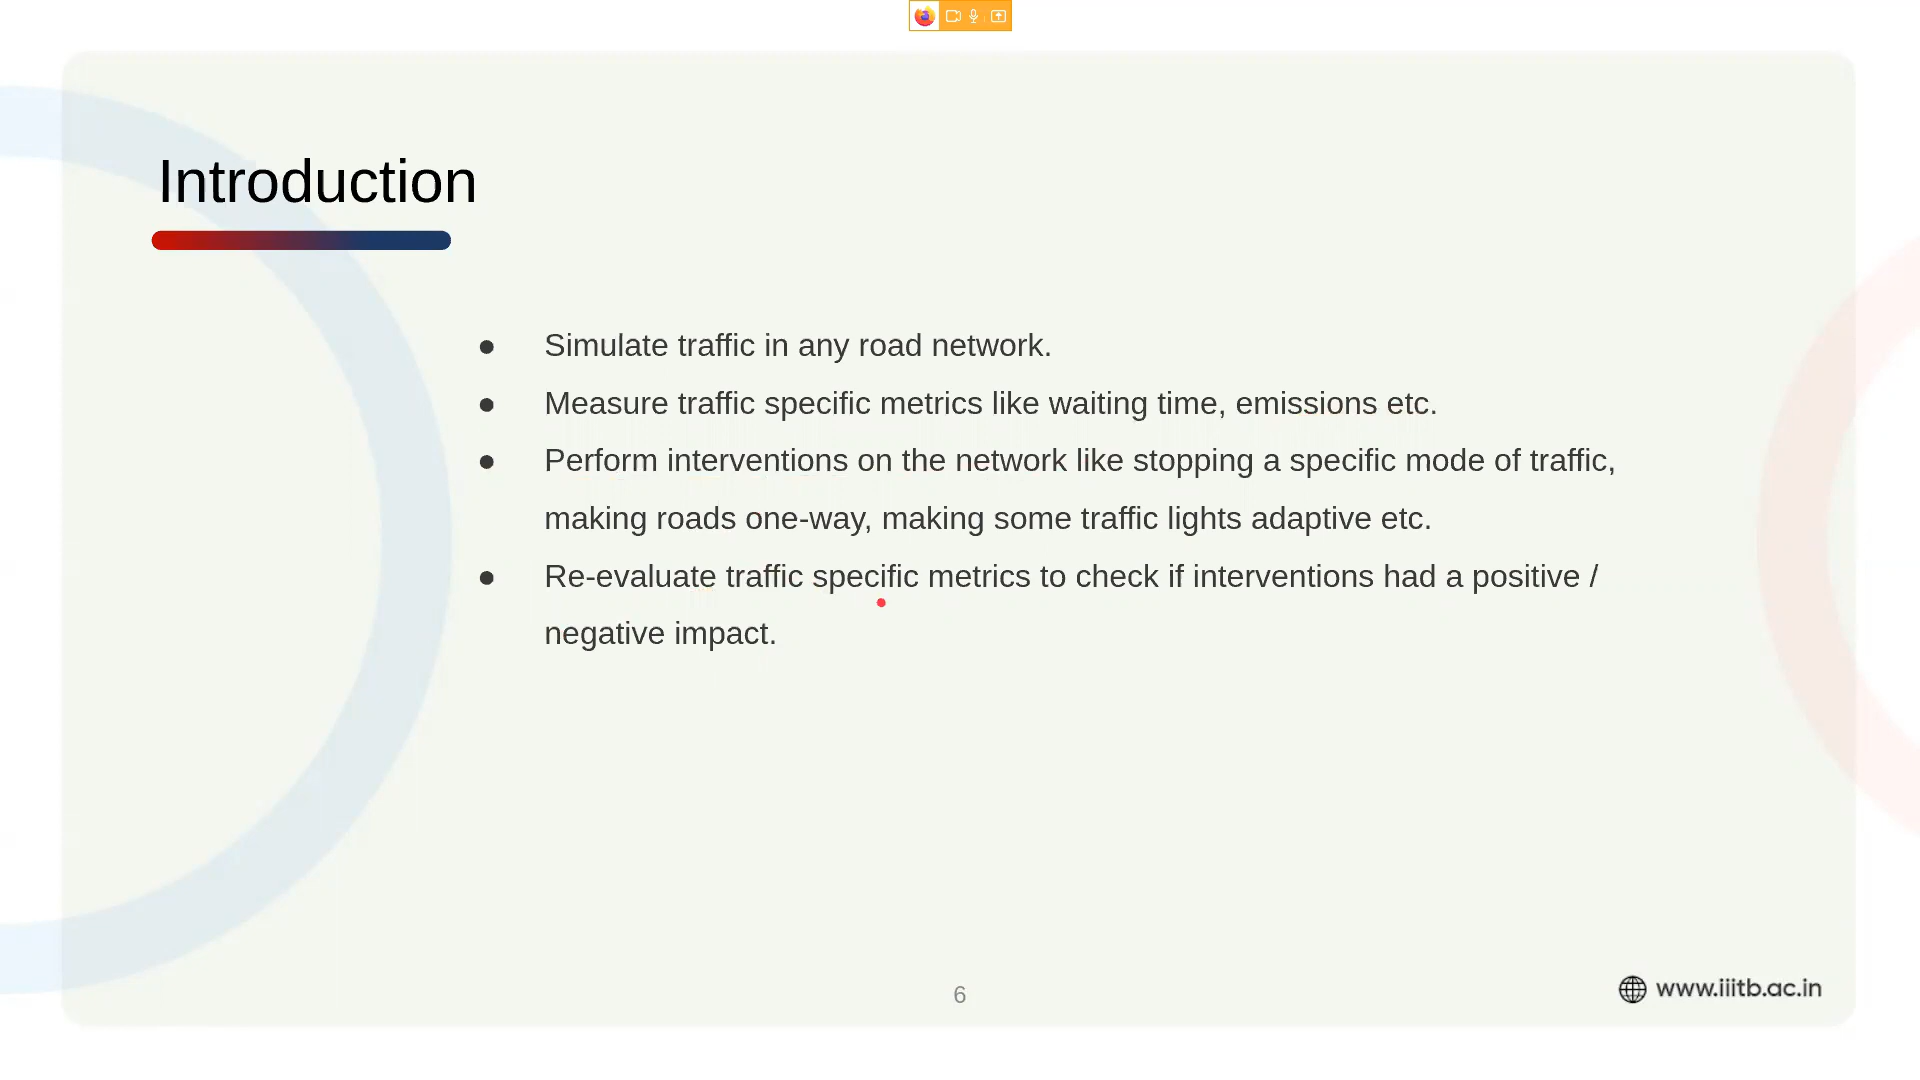 Introduction
● Simulate traffic in any road network.
● Measure traffic specific metrics like waiting time, emissions etc.
● Perform interventions on the network like stopping a specific mode of traffic,
making roads one-way, making some traffic lights adaptive etc.
● Re-evaluate traffic specific metrics to check if interventions had a positive /
negative impact.
6
www.iiitb.ac.in